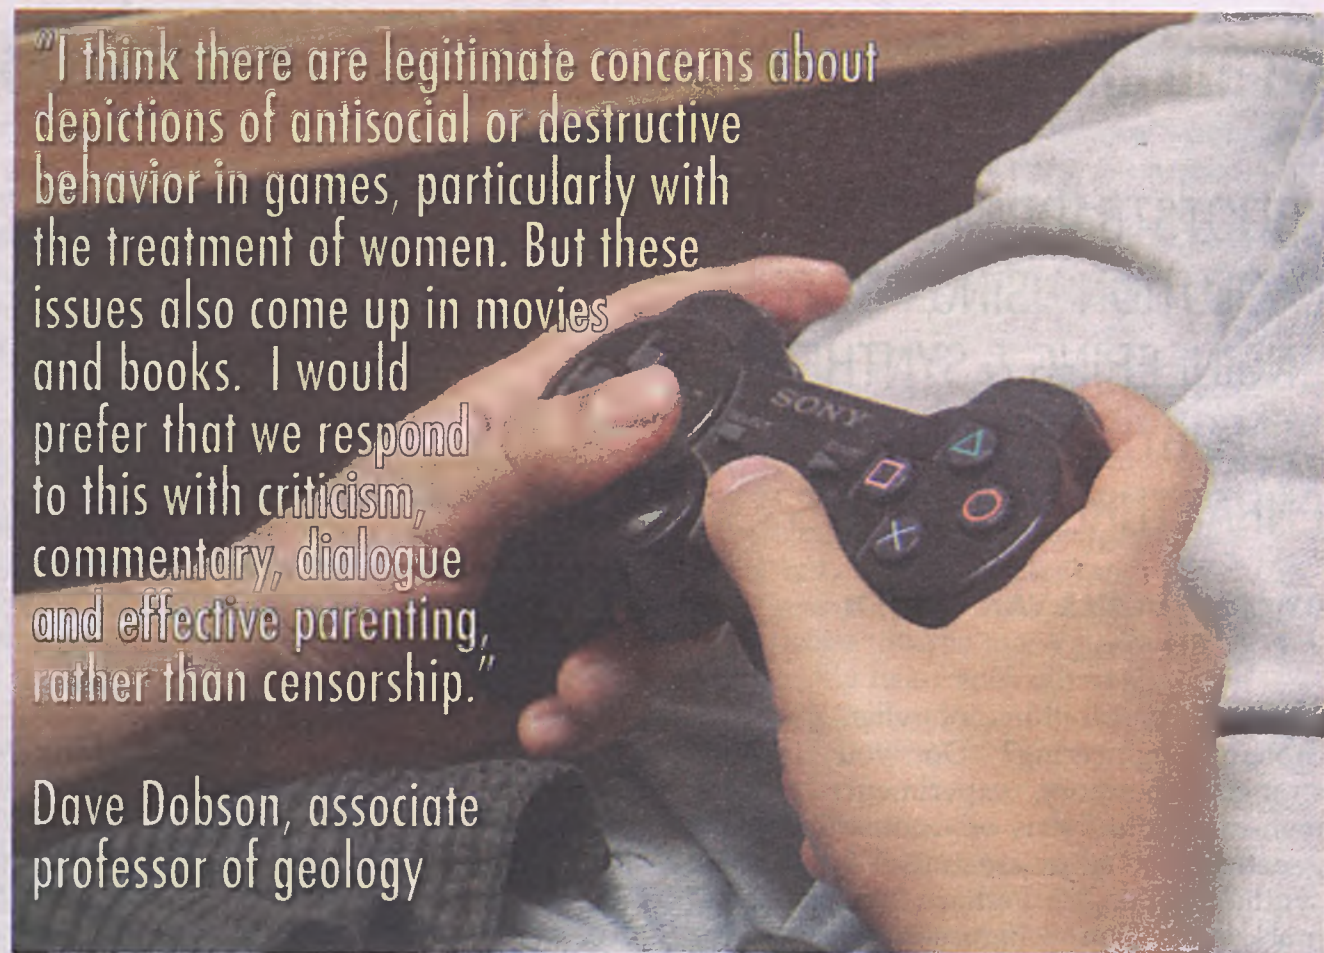 "I think there are legitimate concerns about
depictions of antisocial or destructive
behavior in games, particularly with
the treatment of women. But these
issues also come up in movies
and books. I would
prefer that we respond
to this with criticism,
commentary, dialogue
and effective parenting,
rather than censorship."
Dave Dobson, associate
professor of geology
SONY